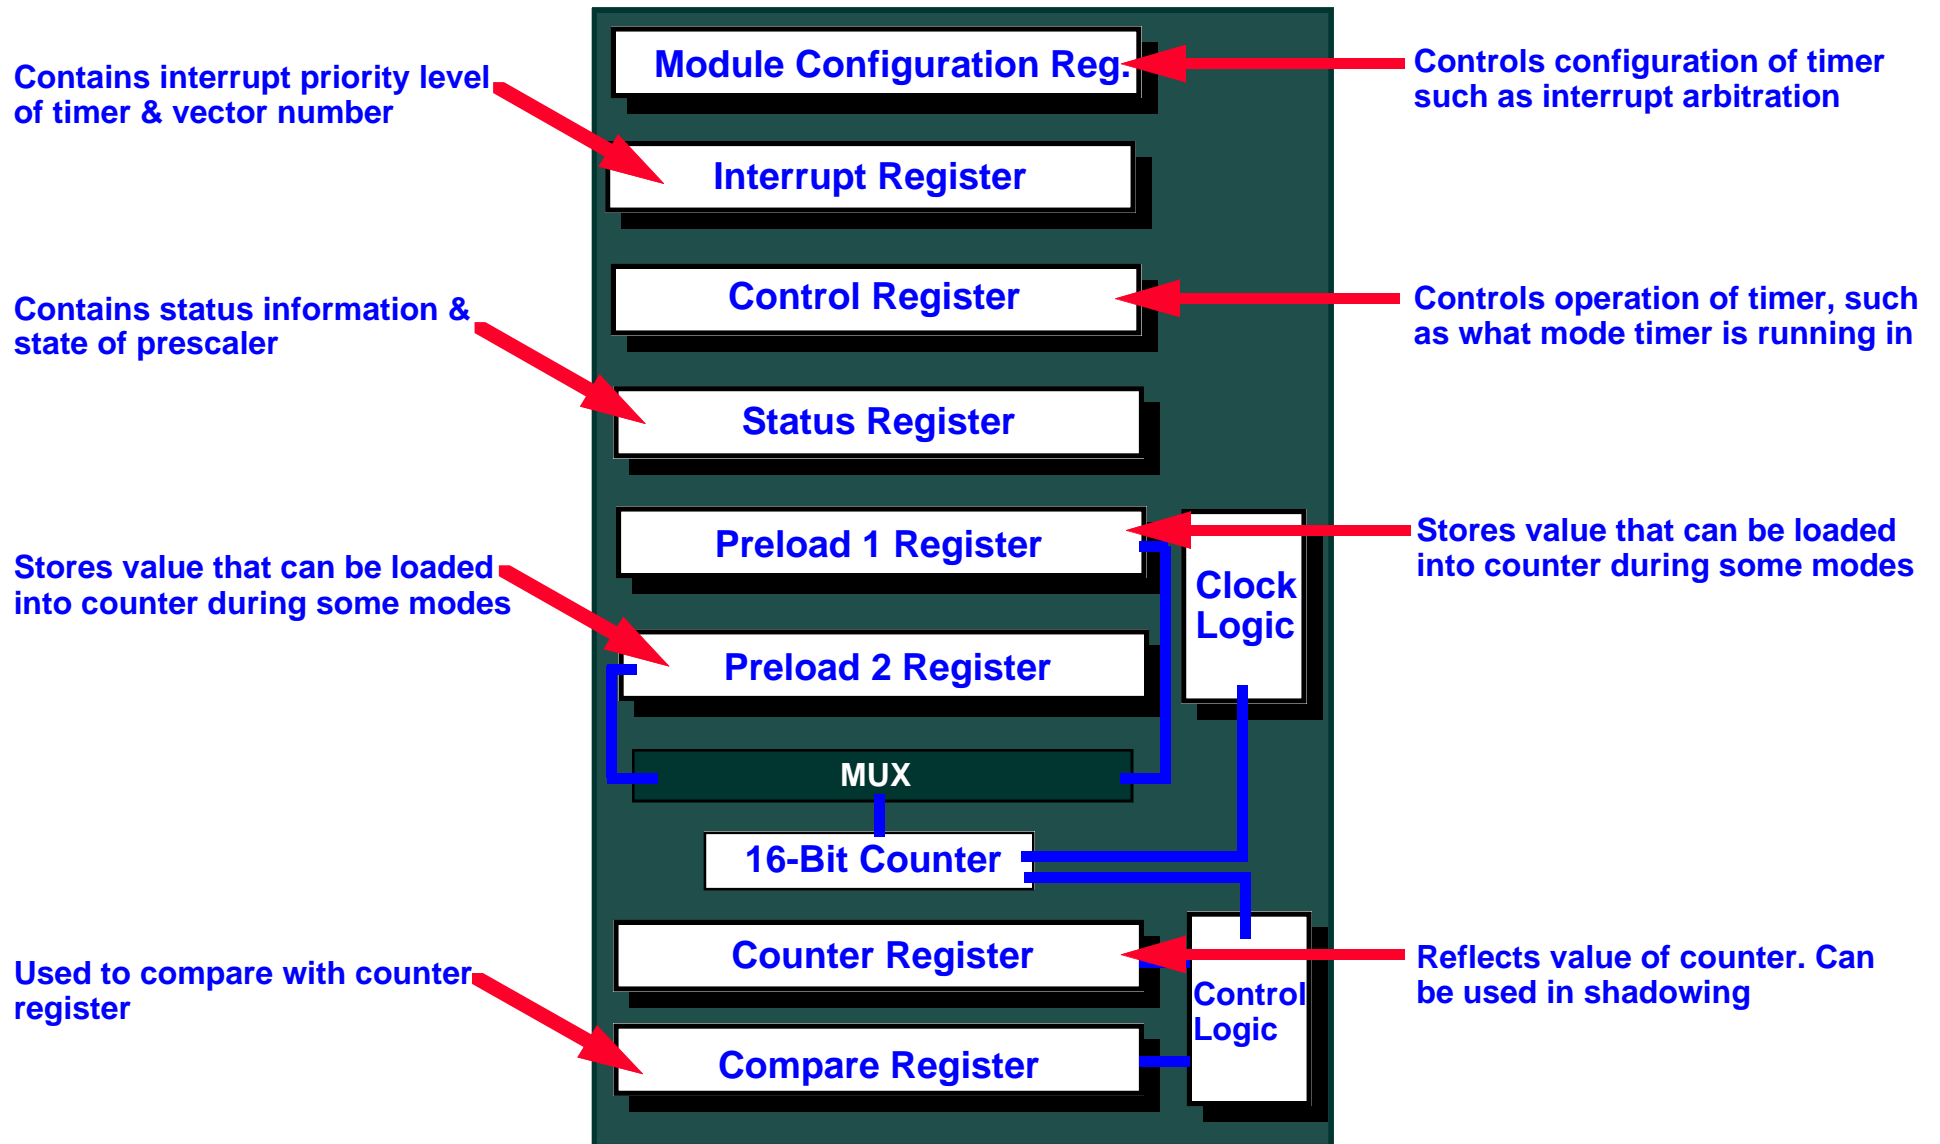 Module Configuration Reg.
Contains interrupt priority level
of timer & vector number
Controls configuration of timer
such as interrupt arbitration
Interrupt Register
Control Register
Contains status information &
state of prescaler
Controls operation of timer, such
as what mode timer is running in
Status Register
Preload 1 Register
Stores value that can be loaded
into counter during some modes
Clock
Logic
Stores value that can be loaded
into counter during some modes
Preload 2 Register
MUX
16-Bit Counter
Counter Register
Used to compare with counter
register
Control
Logic
Reflects value of counter. Can
be used in shadowing
Compare Register